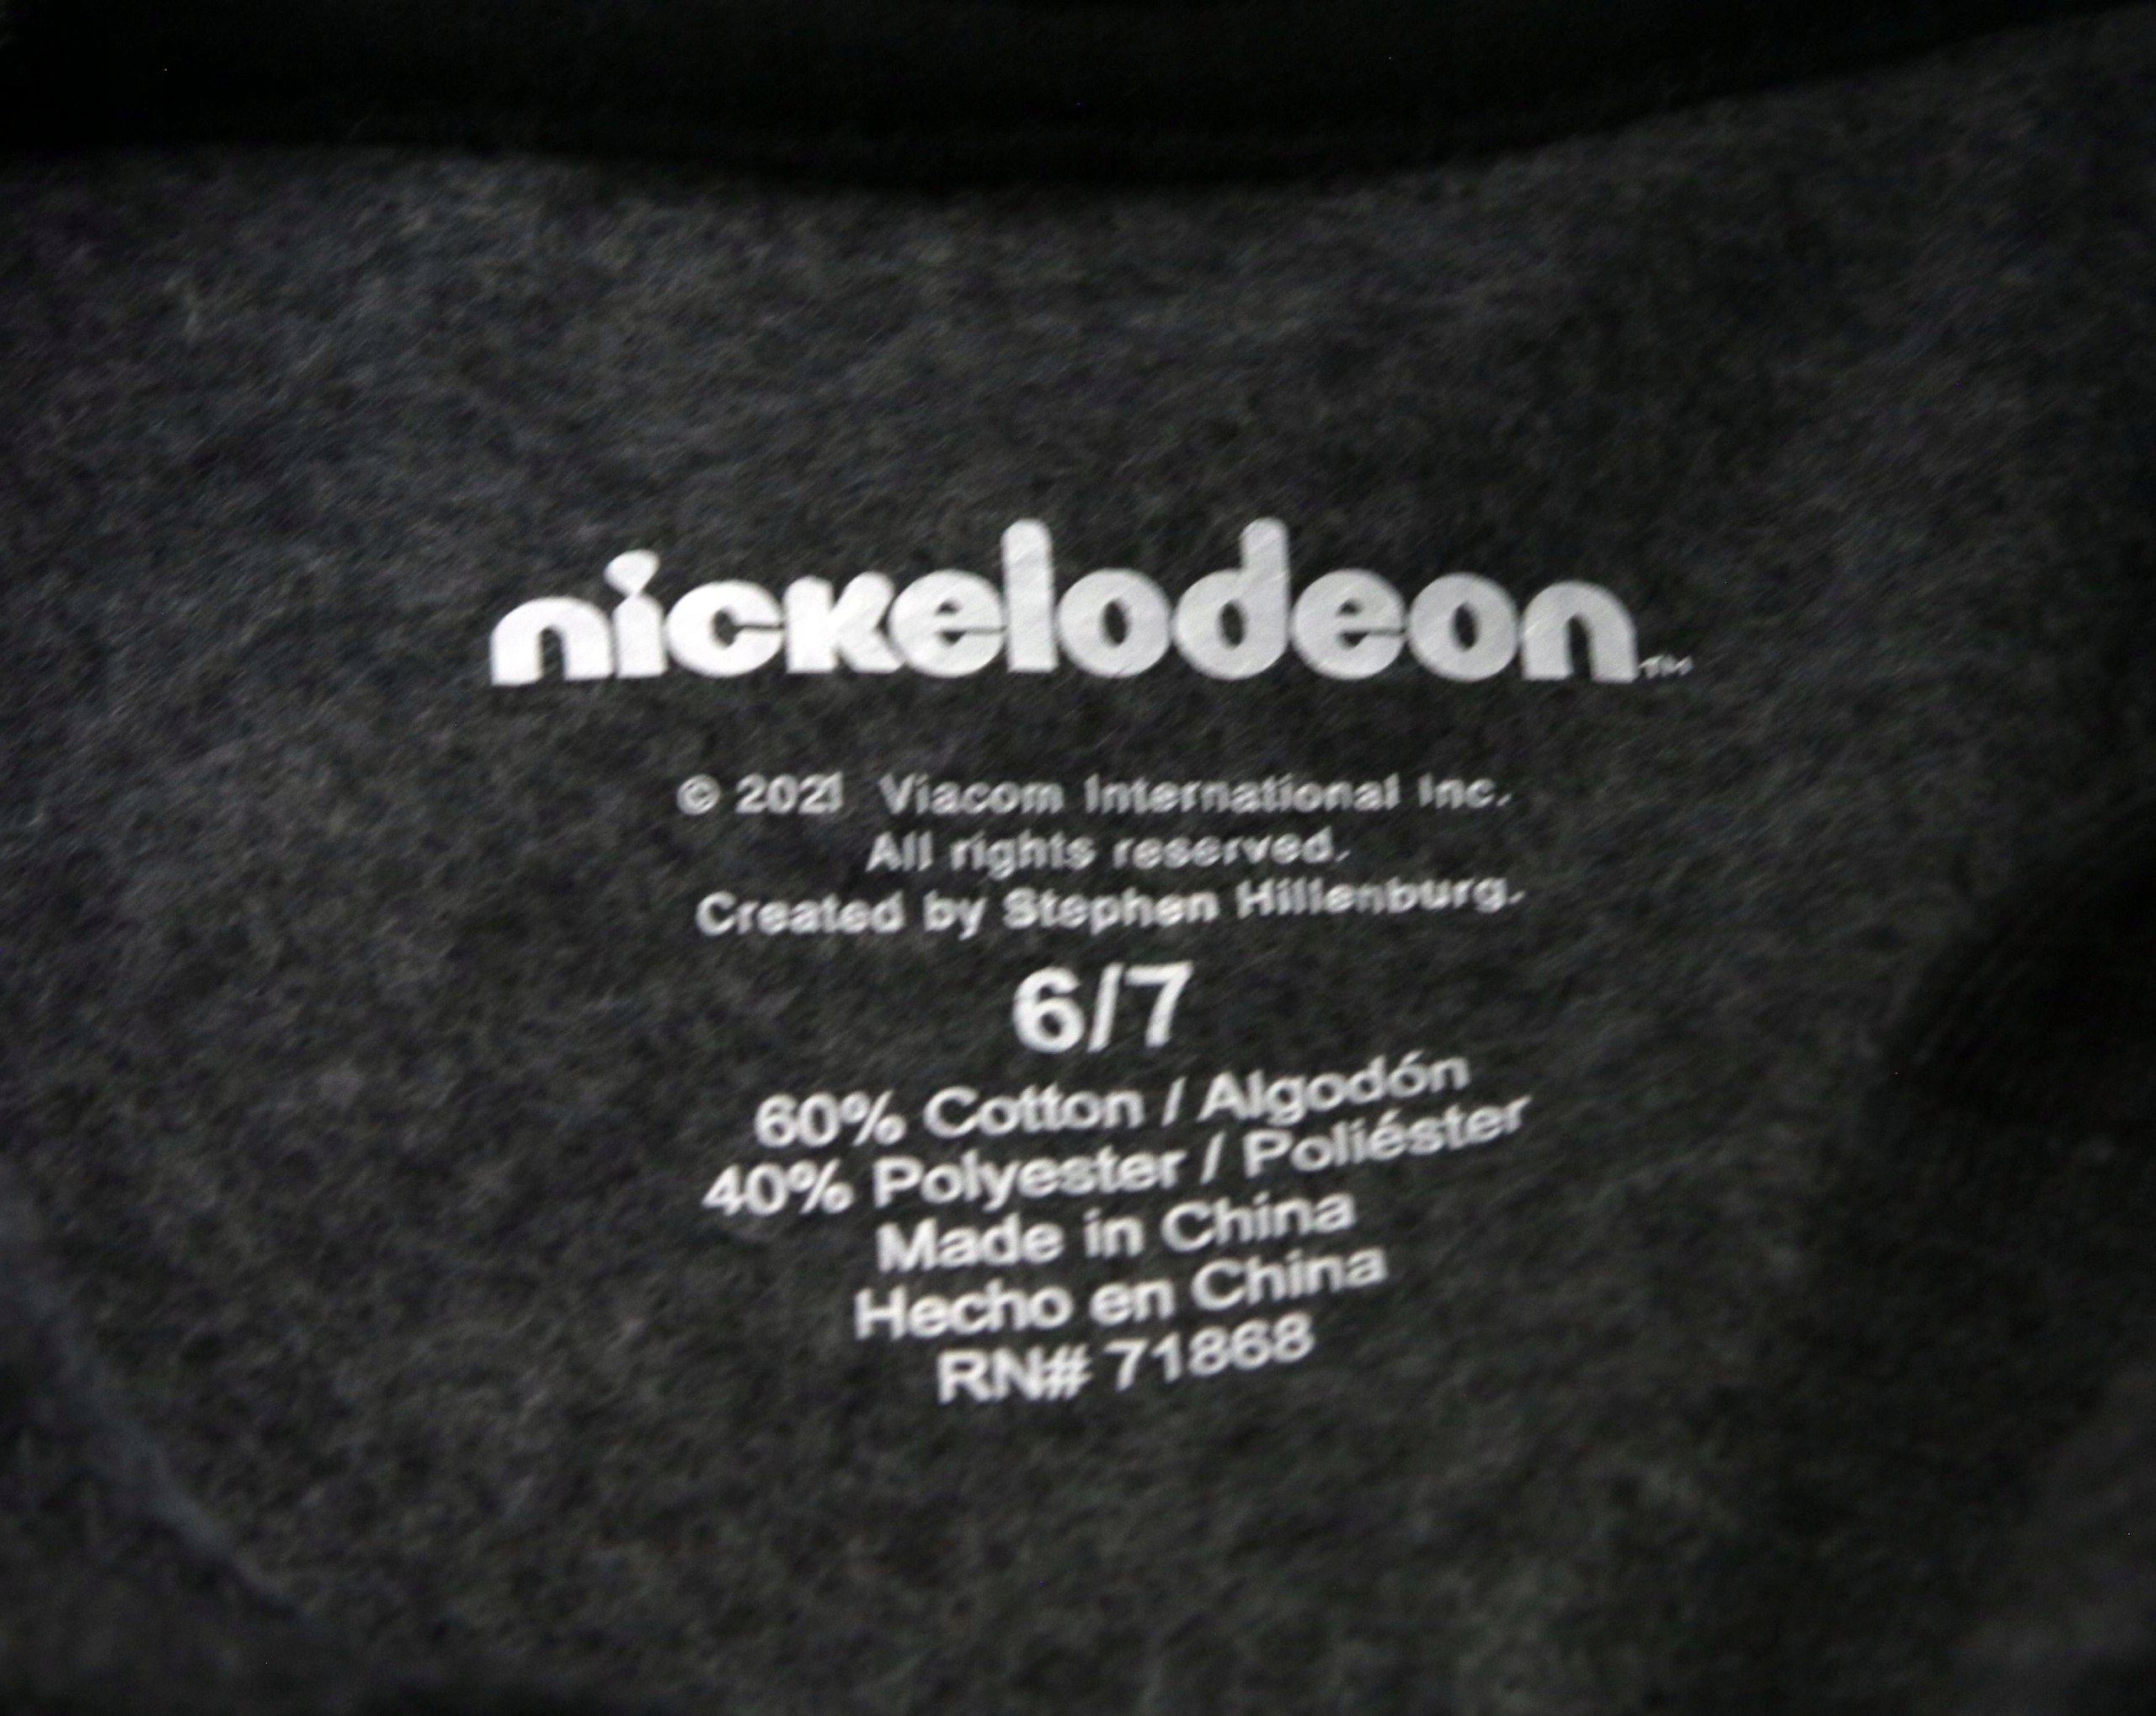 nickelodeon™
© 2021 Viacom International Inc.
All rights reserved.
Created by Stephen Hillenburg.
6/7
60% Cotton / Algodón
40% Polyester / Poliéster
Made in China
Hecho en China
RN# 71868